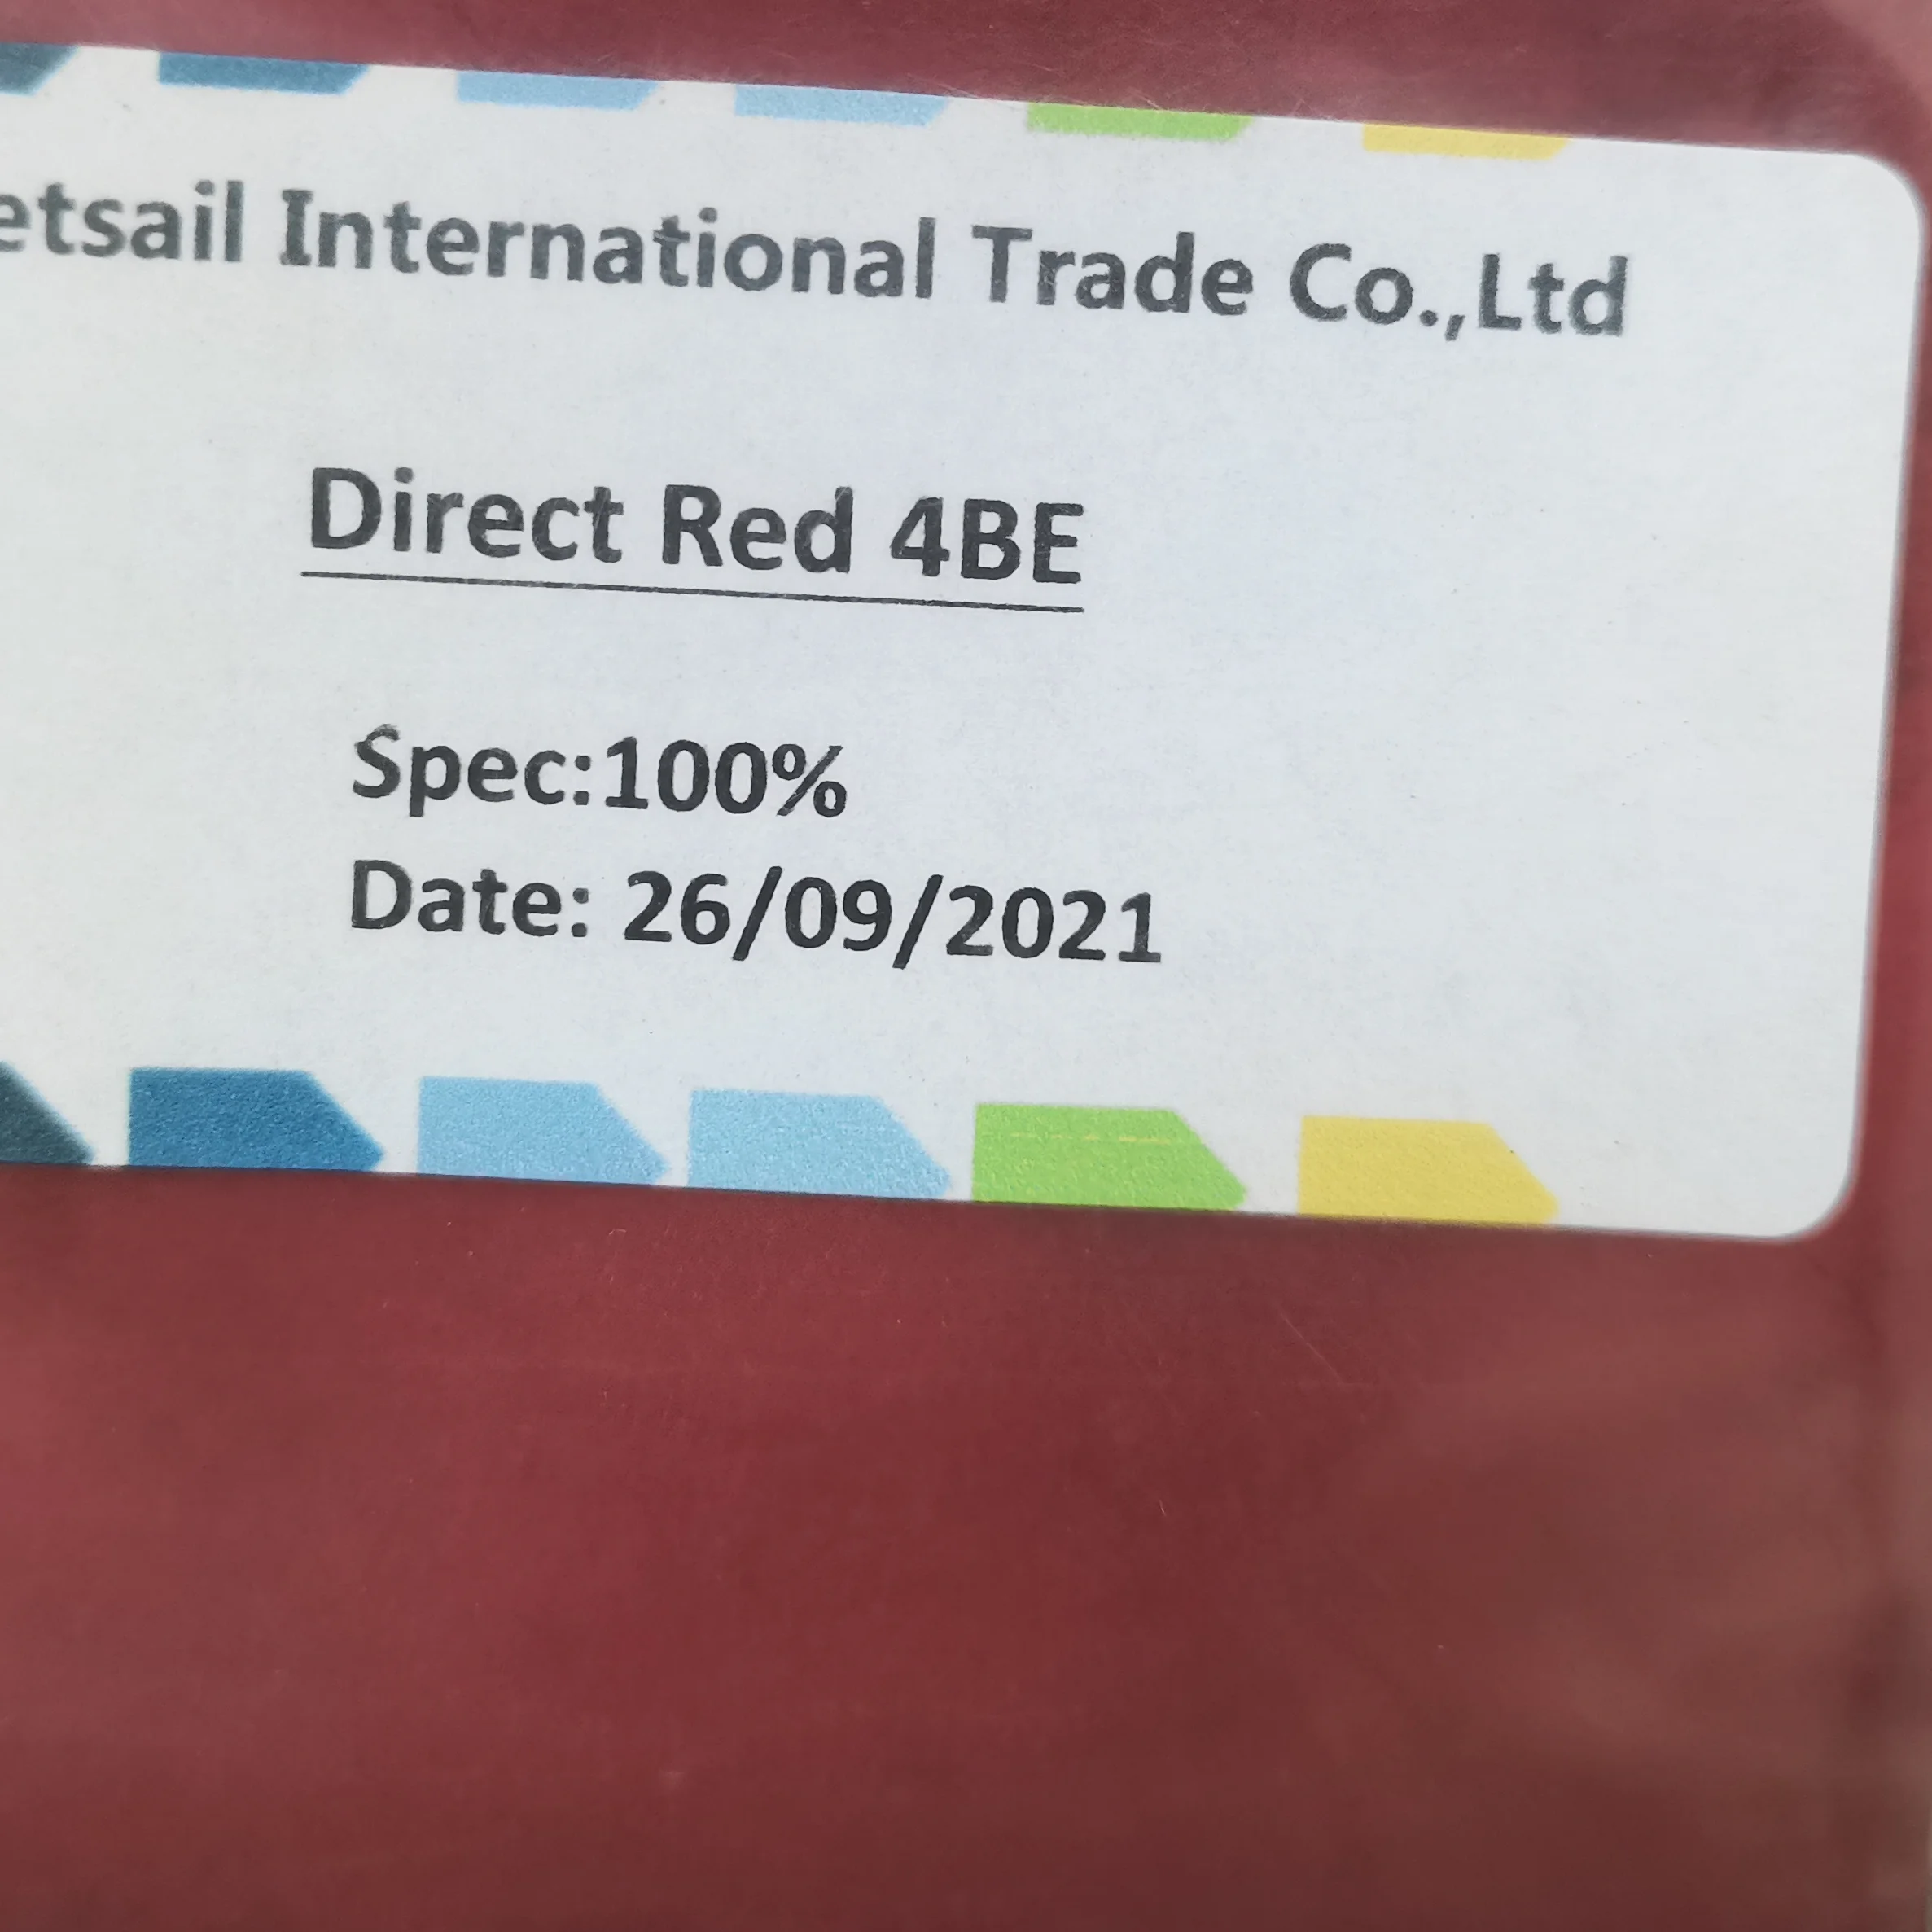 etsail International Trade Co.,Ltd
Direct Red 4BE
Spec:100%
Date: 26/09/2021